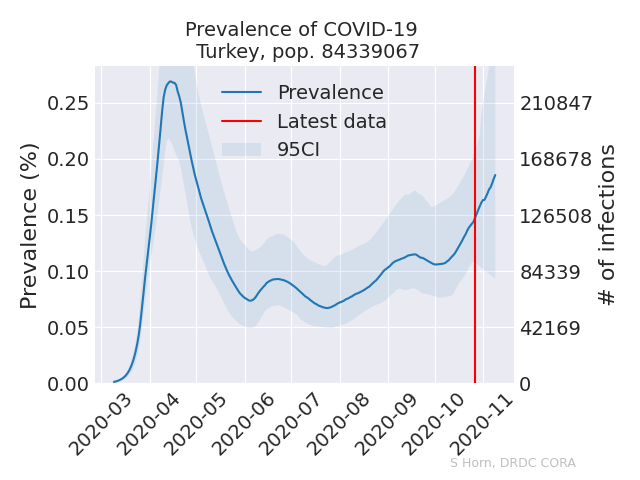 Prevalence of COVID-19
Turkey, pop. 84339067
Prevalence (%)
0.25
0.20
0.15
0.10
0.05
0.00
Prevalence
Latest data
95CI
210847
168678
126508
84339
42169
0
# of infections
2020-03
2020-04
2020-05
2020-06
2020-07
2020-08
2020-09
2020-10
2020-11
S Horn, DRDC CORA